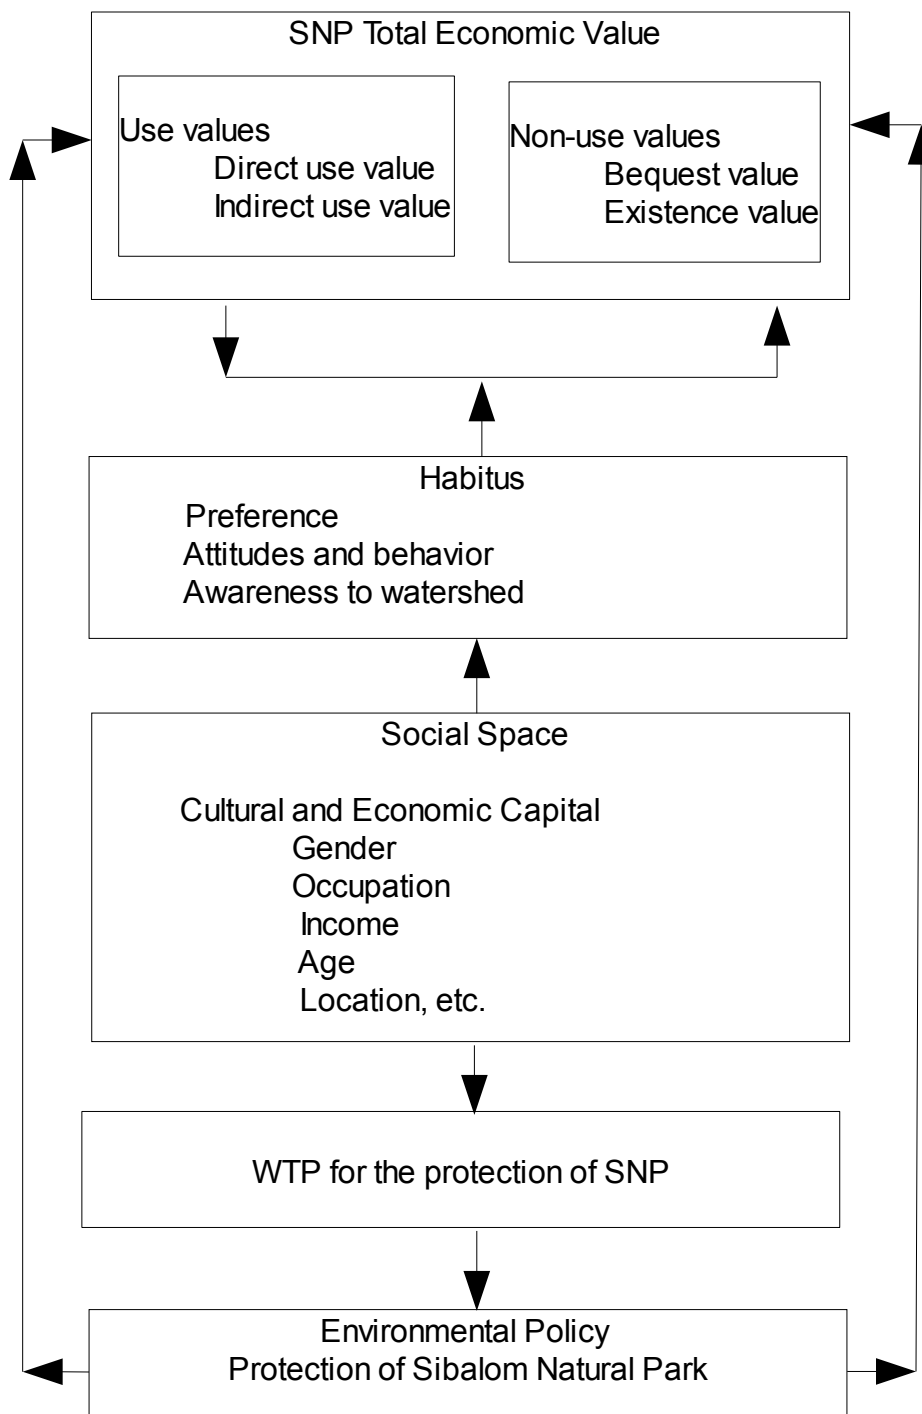 SNP Total Economic Value
Use values
Direct use value
Indirect use value
Non-use values
Bequest value
Existence value
Habitus
Preference
Attitudes and behavior
Awareness to watershed
Social Space
Cultural and Economic Capital
Gender
Occupation
Income
Age
Location, etc.
WTP for the protection of SNP
Environmental Policy
Protection of Sibalom Natural Park